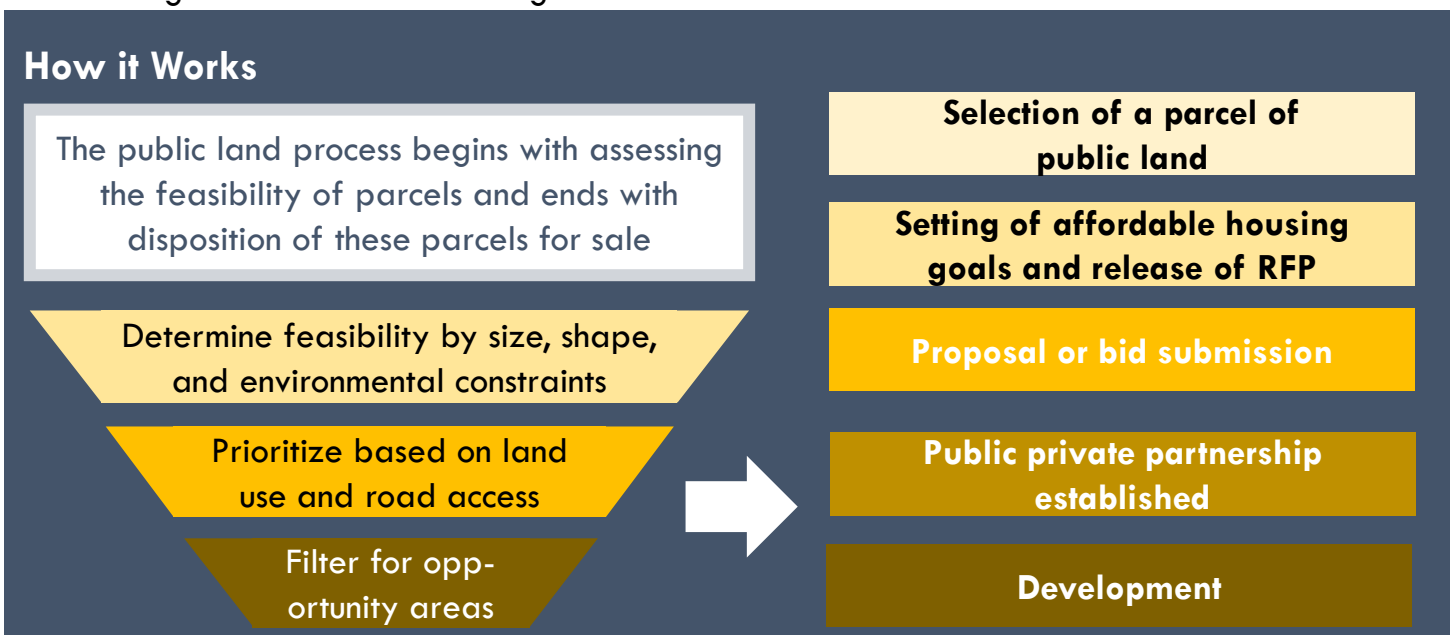 How it Works
The public land process begins with assessing
the feasibility of parcels and ends with
disposition of these parcels for sale
Determine feasibility by size, shape,
and environmental constraints
Prioritize based on land
use and road access
Filter for opp-
ortunity areas
Selection of a parcel of
public land
Setting of affordable housing
goals and release of RFP
Proposal or bid submission
Public private partnership
established
Development